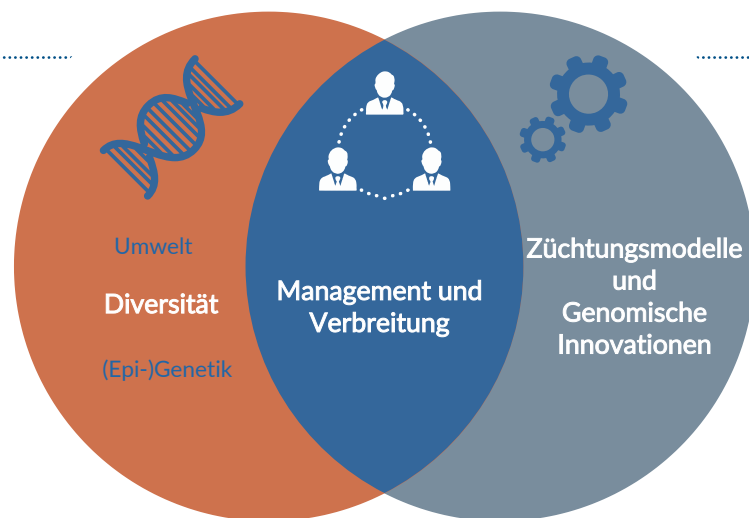 Umwelt
Diversität
(Epi-)Genetik
Management und
Verbreitung
Züchtungsmodelle
und
Genomische
Innovationen